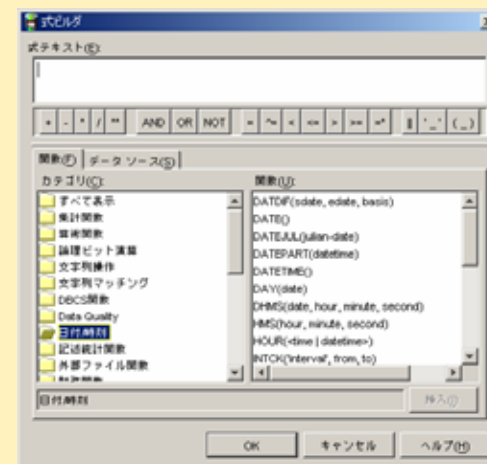 式ビルダ
式テキスト(E):
+ - * / ** AND OR NOT = ^= < <= > >= =* || '_' (_)
関数(F) データ ソース(S)
カテゴリ(C):
すべて表示
集計関数
算術関数
論理ビット演算
文字列操作
文字列マッチング
DBCS関数
Data Quality
日付/時刻
記述統計関数
外部ファイル関数
関数(U):
DATDIF(sdate, edate, basis)
DATE()
DATEJUL(julian-date)
DATEPART(datetime)
DATETIME()
DAY(date)
DHMS(date, hour, minute, second)
HMS(hour, minute, second)
HOUR(<time | datetime>)
INTCK('interval', from, to)
日付/時刻
挿入(I)
OK キャンセル ヘルプ(H)